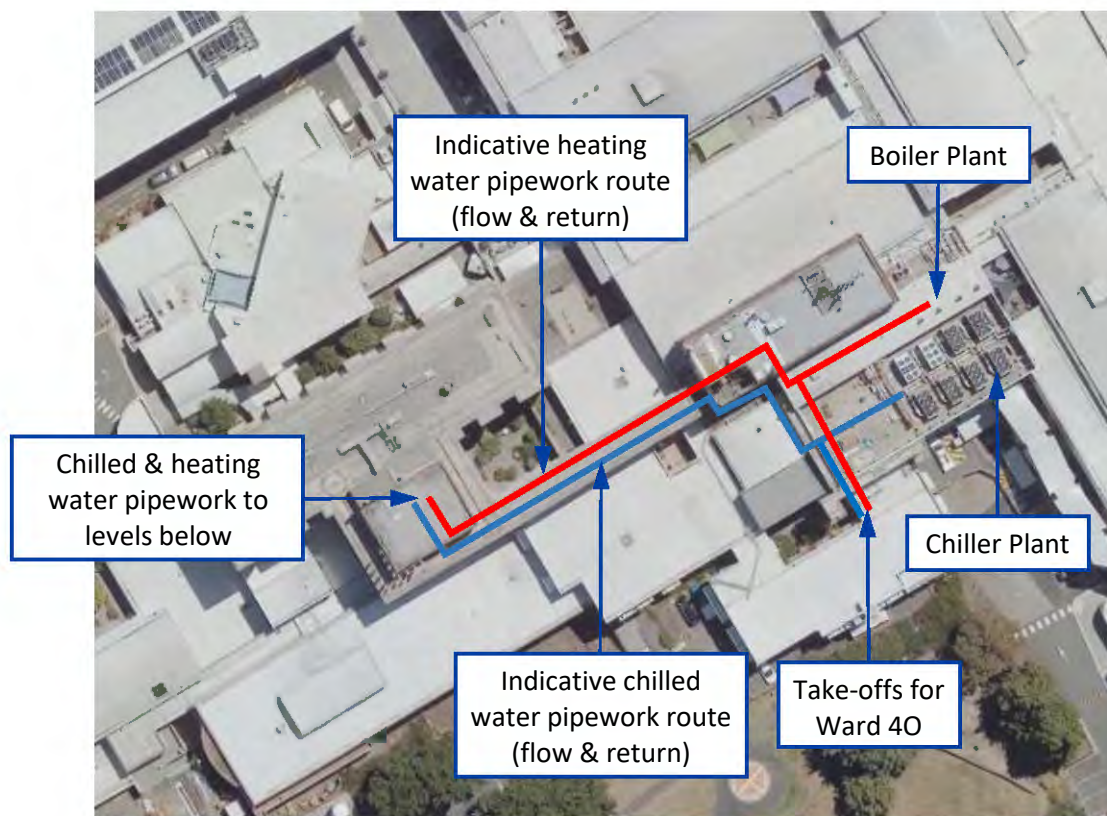 Indicative heating
water pipework route
(flow & return)
Boiler Plant
Chilled & heating
water pipework to
levels below
Chiller Plant
Indicative chilled
water pipework route
(flow & return)
Take-offs for
Ward 4O